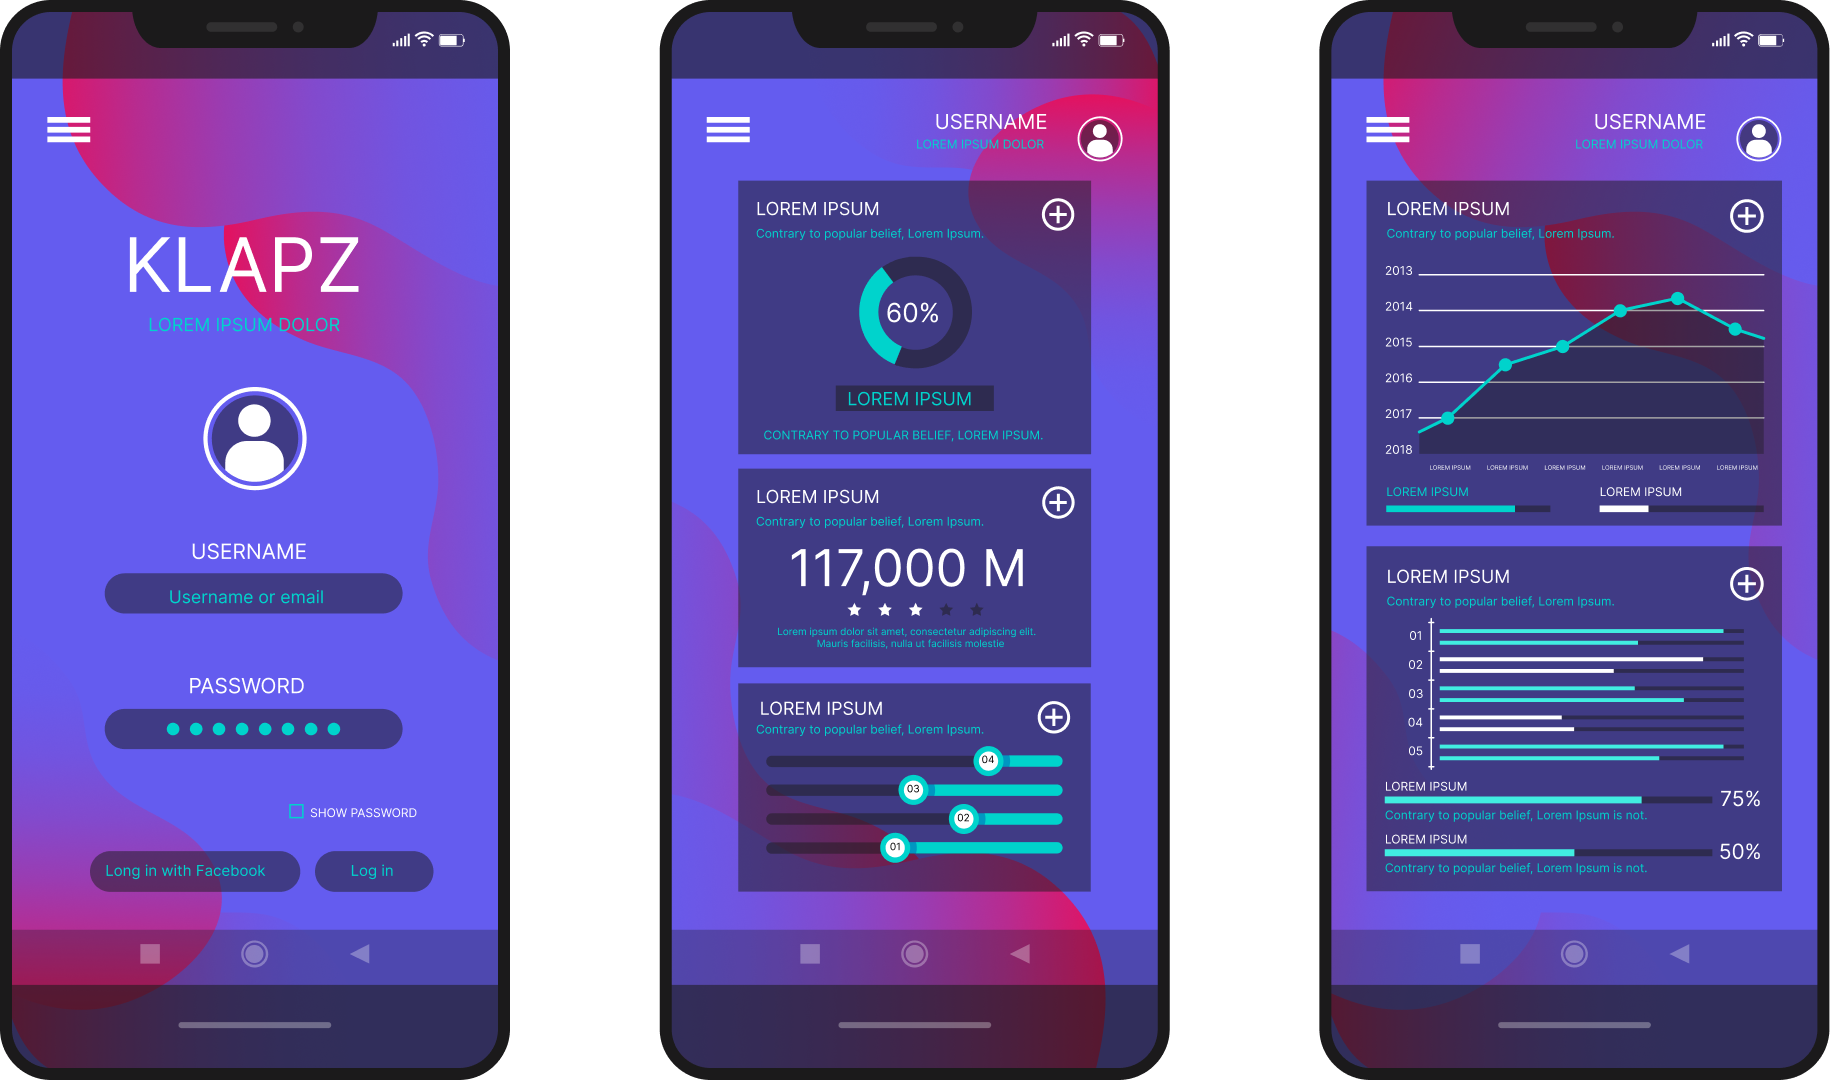 KLAPZ
LOREM IPSUM DOLOR
USERNAME
Username or email
PASSWORD
SHOW PASSWORD
Long in with Facebook
Log in
USERNAME
LOREM IPSUM DOLOR
LOREM IPSUM
Contrary to popular belief, Lorem Ipsum.
60%
LOREM IPSUM
CONTRARY TO POPULAR BELIEF, LOREM IPSUM.
LOREM IPSUM
Contrary to popular belief, Lorem Ipsum.
117,000 M
Lorem ipsum dolor sit amet, consectetur adipiscing elit.
Mauris facilisis, nulla ut facilisis molestie
LOREM IPSUM
Contrary to popular belief, Lorem Ipsum.
04
03
02
01
USERNAME
LOREM IPSUM DOLOR
LOREM IPSUM
Contrary to popular belief, Lorem Ipsum.
2013
2014
2015
2016
2017
2018
LOREM IPSUM LOREM IPSUM LOREM IPSUM LOREM IPSUM LOREM IPSUM LOREM IPSUM
LOREM IPSUM LOREM IPSUM
LOREM IPSUM
Contrary to popular belief, Lorem Ipsum.
01
02
03
04
05
LOREM IPSUM
75%
Contrary to popular belief, Lorem Ipsum is not.
LOREM IPSUM
50%
Contrary to popular belief, Lorem Ipsum is not.